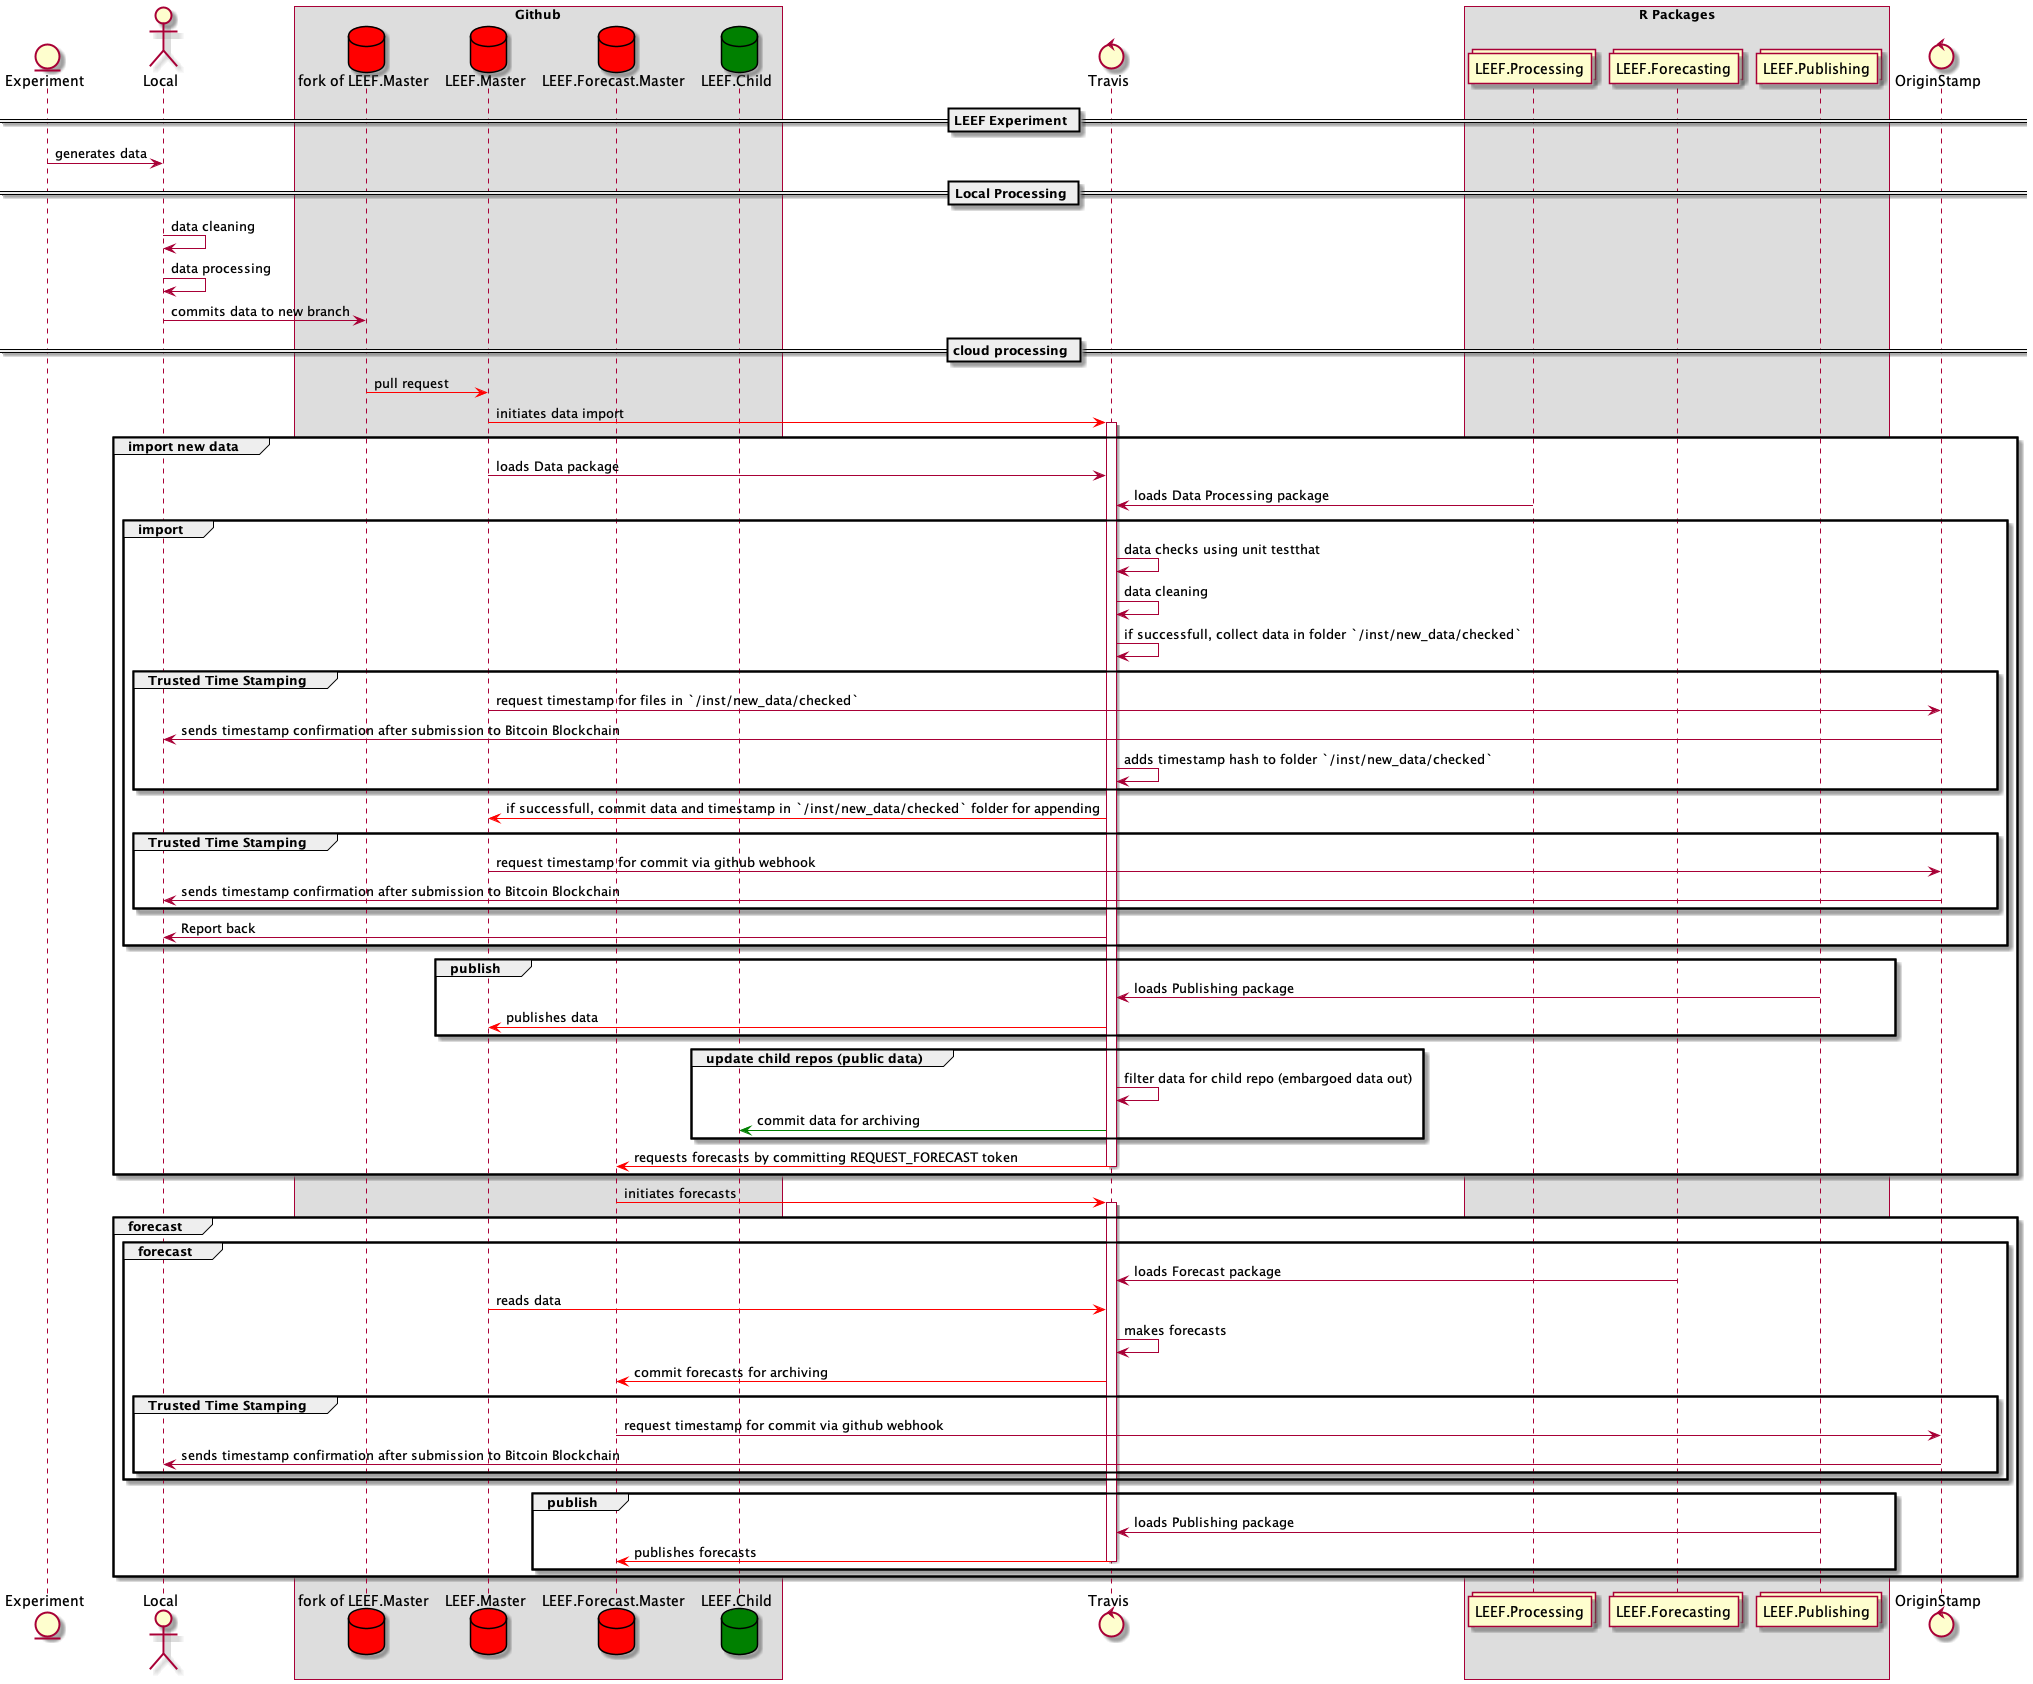 Github
R Packages
Experiment
Local
fork of LEEF.Master
LEEF.Master
LEEF.Forecast.Master
LEEF.Child
Travis
LEEF.Processing
LEEF.Forecasting
LEEF.Publishing
OriginStamp
LEEF Experiment
generates data
Local Processing
data cleaning
data processing
commits data to new branch
cloud processing
pull request
initiates data import
import new data
loads Data package
loads Data Processing package
import
data checks using unit testthat
data cleaning
if successfull, collect data in folder `/inst/new_data/checked`
Trusted Time Stamping
request timestamp for files in `/inst/new_data/checked`
sends timestamp confirmation after submission to Bitcoin Blockchain
adds timestamp hash to folder `/inst/new_data/checked`
if successfull, commit data and timestamp in `/inst/new_data/checked` folder for appending
Trusted Time Stamping
request timestamp for commit via github webhook
sends timestamp confirmation after submission to Bitcoin Blockchain
Report back
publish
loads Publishing package
publishes data
update child repos (public data)
filter data for child repo (embargoed data out)
commit data for archiving
requests forecasts by committing REQUEST_FORECAST token
initiates forecasts
forecast
forecast
loads Forecast package
reads data
makes forecasts
commit forecasts for archiving
Trusted Time Stamping
request timestamp for commit via github webhook
sends timestamp confirmation after submission to Bitcoin Blockchain
publish
loads Publishing package
publishes forecasts
Experiment
Local
fork of LEEF.Master
LEEF.Master
LEEF.Forecast.Master
LEEF.Child
Travis
LEEF.Processing
LEEF.Forecasting
LEEF.Publishing
OriginStamp